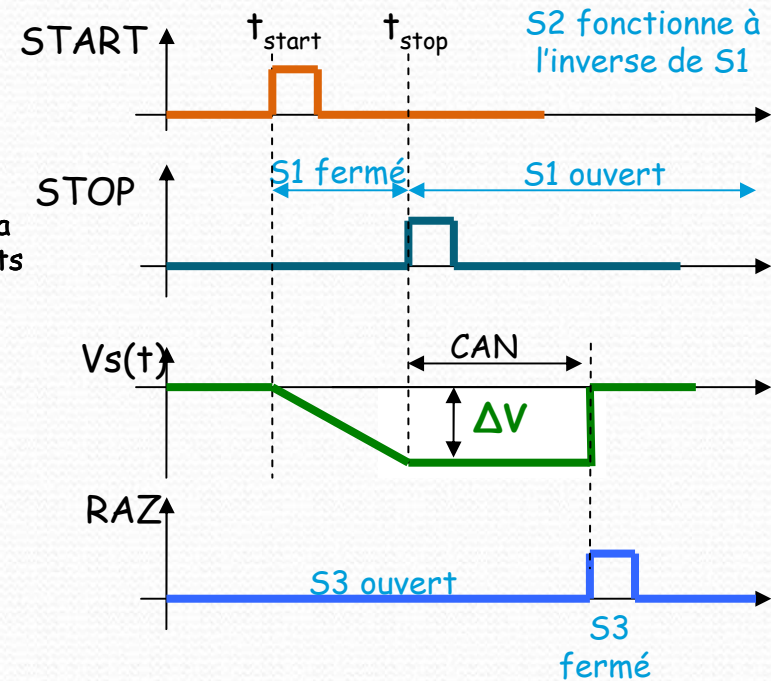 START
t_start
t_stop
S2 fonctionne à
l'inverse de S1
STOP
S1 fermé
S1 ouvert
a
ts
Vs(t)
CAN
ΔV
RAZ
S3 ouvert
S3
fermé